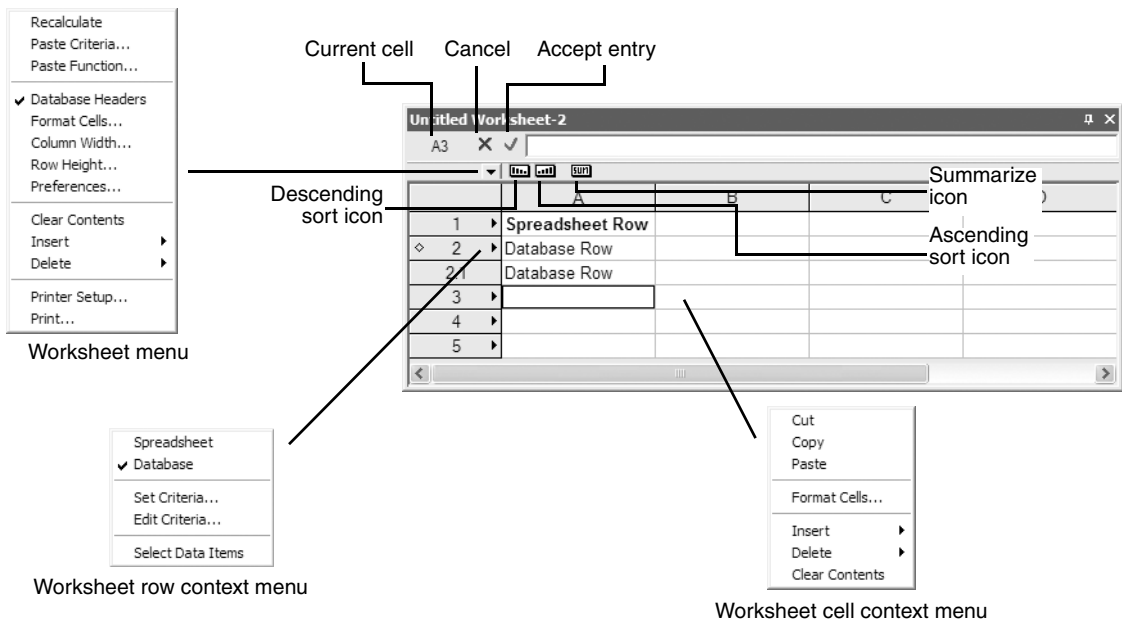 Recalculate
Paste Criteria...
Paste Function...
✔ Database Headers
Format Cells...
Column Width...
Row Height...
Preferences...
Clear Contents
Insert
Delete
Printer Setup...
Print...
Worksheet menu
Current cell
Cancel
Accept entry
Untitled Worksheet-2
A3
Descending
sort icon
SUM
Summarize
icon
Ascending
sort icon
A B C
1 Spreadsheet Row
2 Database Row
2.1 Database Row
3
4
5
Spreadsheet
✔ Database
Set Criteria...
Edit Criteria...
Select Data Items
Worksheet row context menu
Cut
Copy
Paste
Format Cells...
Insert
Delete
Clear Contents
Worksheet cell context menu